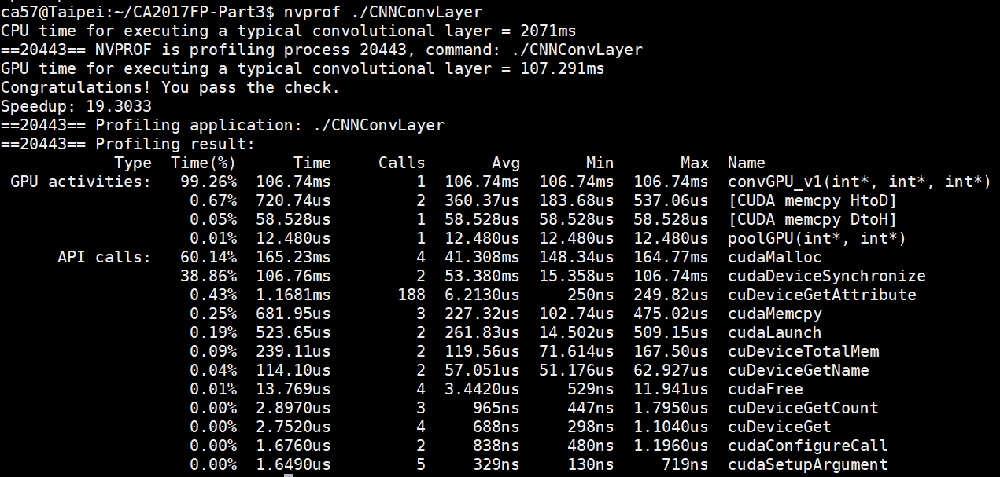 ca57@Taipei:~/CA2017FP-Part3$ nvprof ./CNNConvLayer
CPU time for executing a typical convolutional layer = 2071ms
==20443== NVPROF is profiling process 20443, command: ./CNNConvLayer
GPU time for executing a typical convolutional layer = 107.291ms
Congratulations! You pass the check.
Speedup: 19.3033
==20443== Profiling application: ./CNNConvLayer
==20443== Profiling result:
            Type  Time(%)      Time     Calls       Avg       Min       Max  Name
 GPU activities:   99.26%  106.74ms         1  106.74ms  106.74ms  106.74ms  convGPU_v1(int*, int*, int*)
                    0.67%  720.74us         2  360.37us  183.68us  537.06us  [CUDA memcpy HtoD]
                    0.05%  58.528us         1  58.528us  58.528us  58.528us  [CUDA memcpy DtoH]
                    0.01%  12.480us         1  12.480us  12.480us  12.480us  poolGPU(int*, int*)
      API calls:   60.14%  165.23ms         4  41.308ms  148.34us  164.77ms  cudaMalloc
                   38.86%  106.76ms         2  53.380ms  15.358us  106.74ms  cudaDeviceSynchronize
                    0.43%  1.1681ms       188  6.2130us     250ns  249.82us  cuDeviceGetAttribute
                    0.25%  681.95us         3  227.32us  102.74us  475.02us  cudaMemcpy
                    0.19%  523.65us         2  261.83us  14.502us  509.15us  cudaLaunch
                    0.09%  239.11us         2  119.56us  71.614us  167.50us  cuDeviceTotalMem
                    0.04%  114.10us         2  57.051us  51.176us  62.927us  cuDeviceGetName
                    0.01%  13.769us         4  3.4420us     529ns  11.941us  cudaFree
                    0.00%  2.8970us         3     965ns     447ns  1.7950us  cuDeviceGetCount
                    0.00%  2.7520us         4     688ns     298ns  1.1040us  cuDeviceGet
                    0.00%  1.6760us         2     838ns     480ns  1.1960us  cudaConfigureCall
                    0.00%  1.6490us         5     329ns     130ns     719ns  cudaSetupArgument